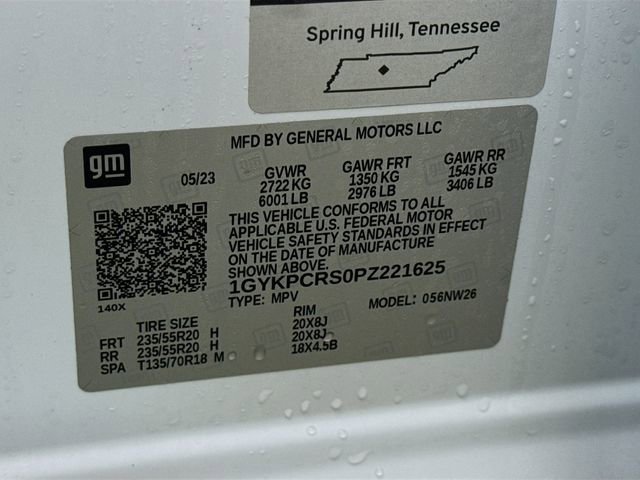 Spring Hill, Tennessee
gm
MFD BY GENERAL MOTORS LLC
05/23
GVWR
2722 KG
6001 LB
GAWR FRT
1350 KG
2976 LB
GAWR RR
1545 KG
3406 LB
THIS VEHICLE CONFORMS TO ALL
APPLICABLE U.S. FEDERAL MOTOR
VEHICLE SAFETY STANDARDS IN EFFECT
ON THE DATE OF MANUFACTURE
SHOWN ABOVE.
1GYKPCRS0PZ221625
TYPE: MPV
MODEL: 056NW26
140X
TIRE SIZE RIM
FRT 235/55R20 H 20X8J
RR 235/55R20 H 20X8J
SPA T135/70R18 M 18X4.5B